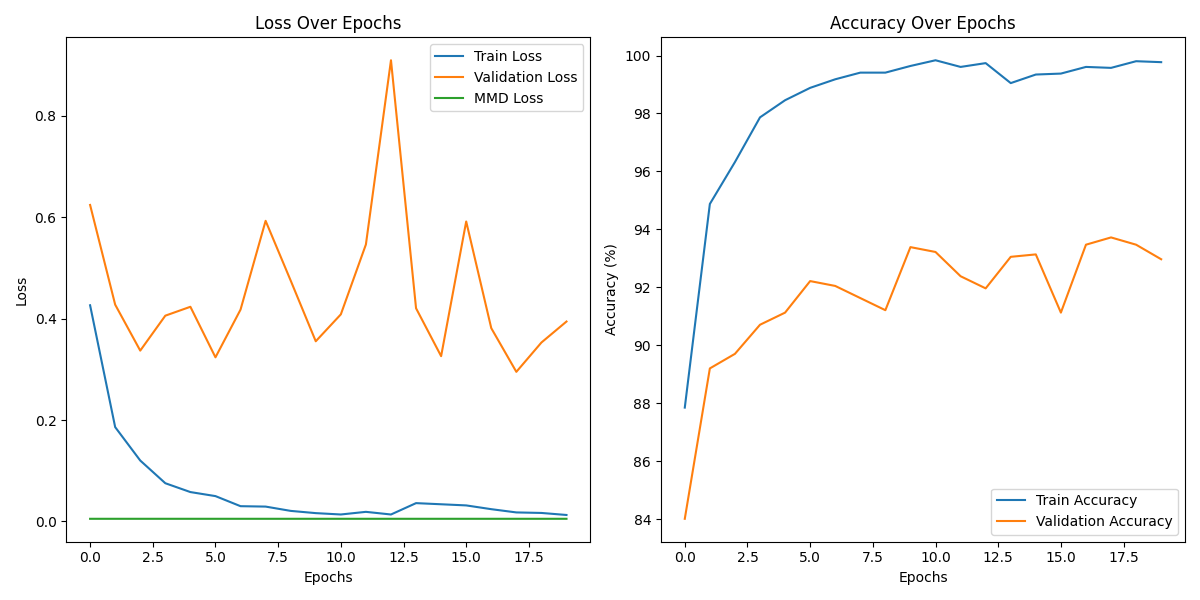 Loss Over Epochs
Train Loss
Validation Loss
MMD Loss
Loss
0.8
0.6
0.4
0.2
0.0
0.0 2.5 5.0 7.5 10.0 12.5 15.0 17.5
Epochs
Accuracy Over Epochs
Accuracy (%)
100
98
96
94
92
90
88
86
84
Train Accuracy
Validation Accuracy
0.0 2.5 5.0 7.5 10.0 12.5 15.0 17.5
Epochs